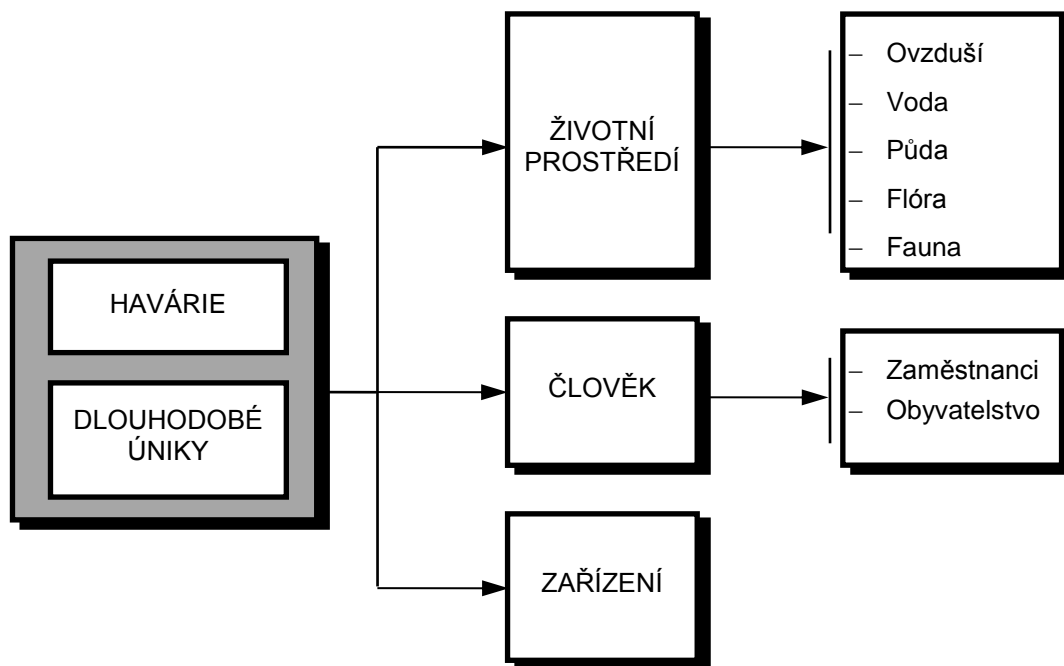 HAVÁRIE
DLOUHODOBÉ
ÚNIKY
ŽIVOTNÍ
PROSTŘEDÍ
– Ovzduší
– Voda
– Půda
– Flóra
– Fauna
ČLOVĚK
– Zaměstnanci
– Obyvatelstvo
ZAŘÍZENÍ